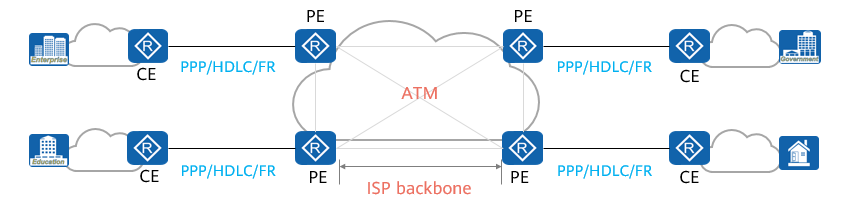 PE PE
R R R R
Enterprise Government
CE PPP/HDLC/FR PPP/HDLC/FR CE
ATM
R R
Education
CE PPP/HDLC/FR PE PE PPP/HDLC/FR CE
ISP backbone